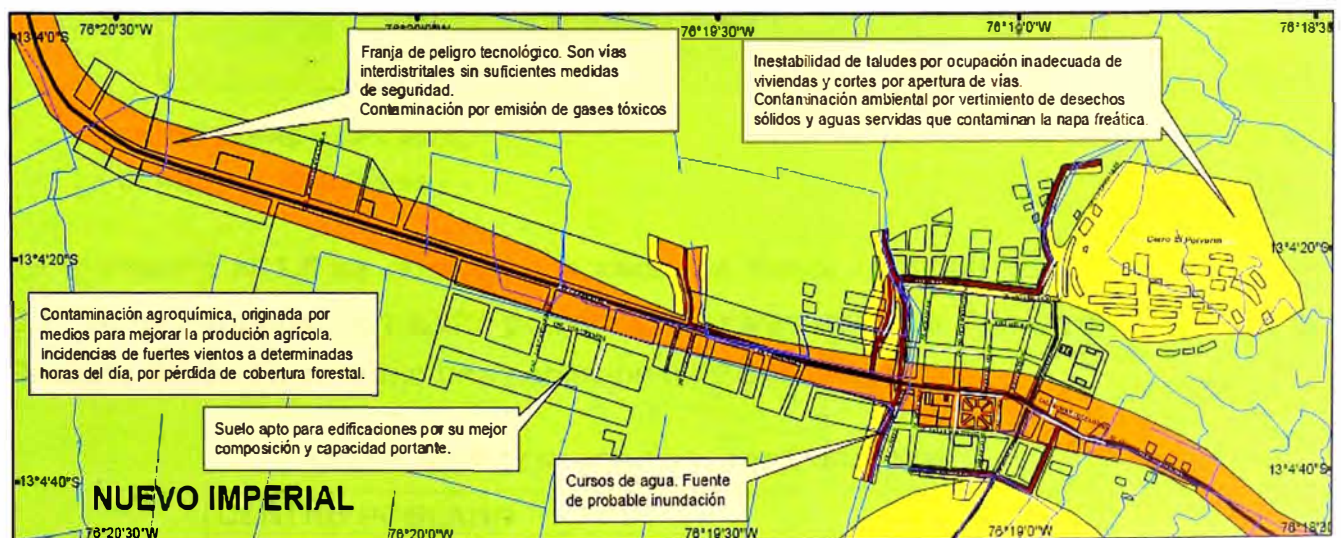 76°20'30"W
76°20'0"W
76°19'30"W
76°19'0"W
13°4'0"S
Franja de peligro tecnológico. Son vías
interdistritales sin suficientes medidas
de seguridad.
Contaminación por emisión de gases tóxicos
Inestabilidad de taludes por ocupación inadecuada de
viviendas y cortes por apertura de vías.
Contaminación ambiental por vertimiento de desechos
sólidos y aguas servidas que contaminan la napa freática.
Cerro El Polvorín
13°4'20"S
13°4'20"S
Contaminación agroquímica, originada por
medios para mejorar la produción agrícola.
Incidencias de fuertes vientos a determinadas
horas del día, por pérdida de cobertura forestal.
Suelo apto para edificaciones por su mejor
composición y capacidad portante.
Cursos de agua. Fuente
de probable inundación
13°4'40"S
13°4'40"S
NUEVO IMPERIAL
76°20'30"W
76°20'0"W
76°19'30"W
76°19'0"W